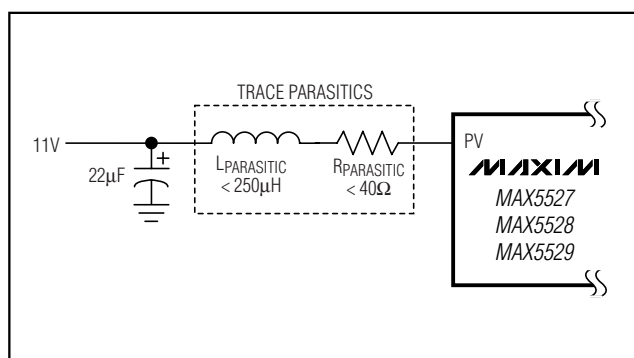 TRACE PARASITICS
11V
+
22µF
LPARASITIC
< 250µH
RPARASITIC
< 40Ω
PV
MAXIM
MAX5527
MAX5528
MAX5529